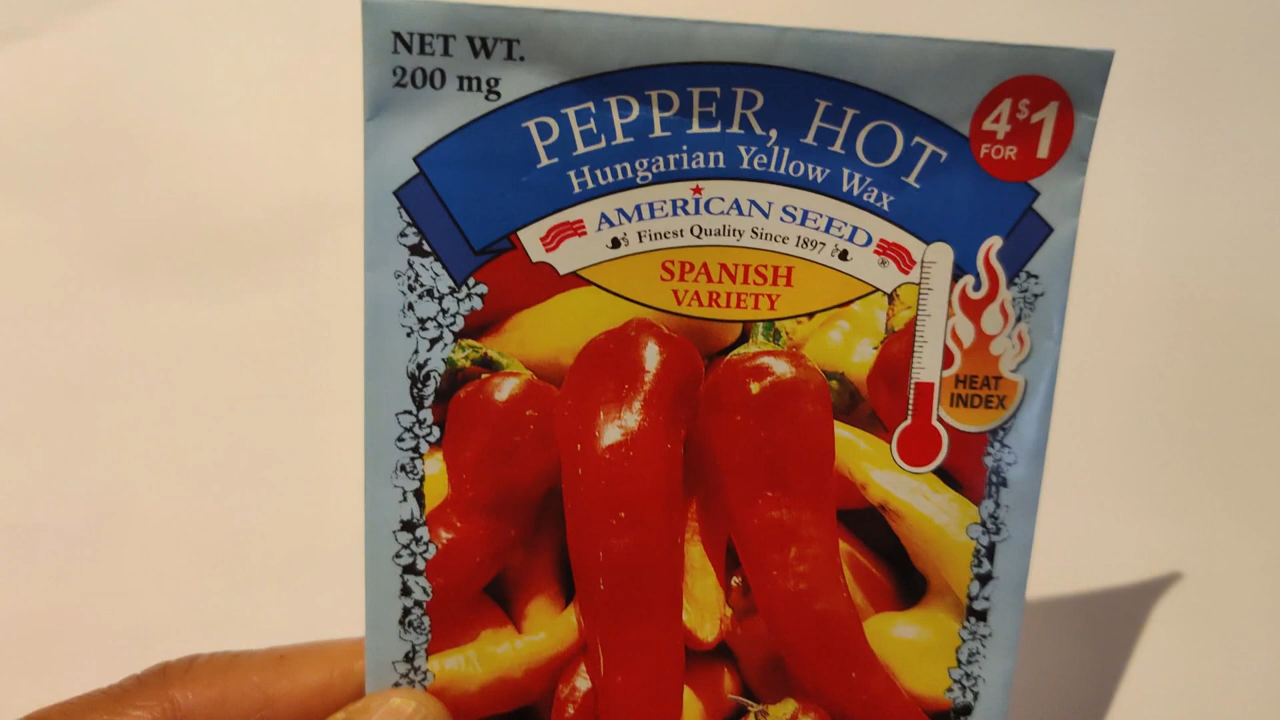 NET WT.
200 mg
PEPPER, HOT
Hungarian Yellow Wax
AMERICAN SEED
Finest Quality Since 1897
®
SPANISH
VARIETY
4 $1
FOR
HEAT
INDEX